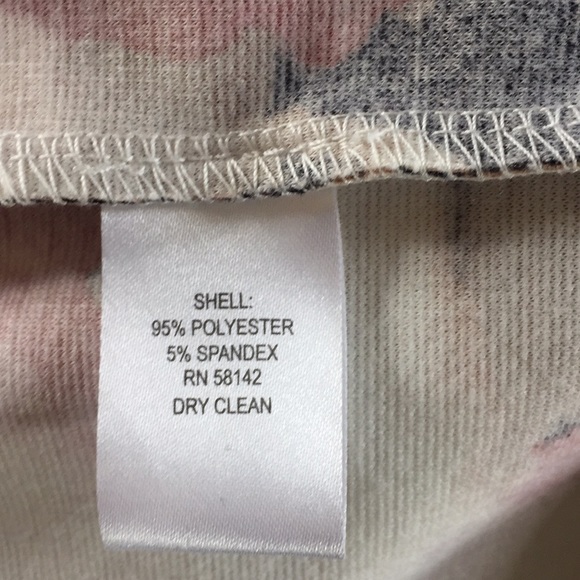 SHELL:
95% POLYESTER
5% SPANDEX
RN 58142
DRY CLEAN